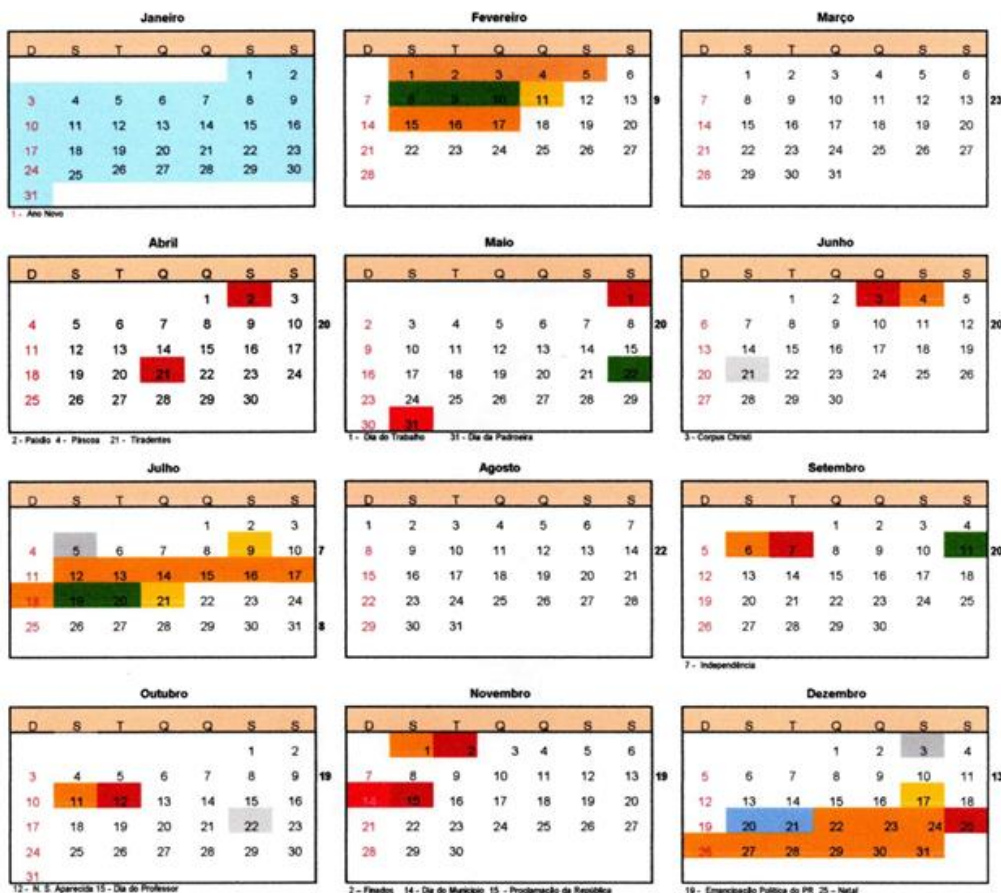 Janeiro Fevereiro Março
D S T Q Q S S D S T Q Q S S D S T Q Q S S
1 2 1 2 3 4 5 6 1 2 3 4 5 6
3 4 5 6 7 8 9 7 8 9 10 11 12 13 9 7 8 9 10 11 12 13 23
10 11 12 13 14 15 16 14 15 16 17 18 19 20 14 15 16 17 18 19 20
17 18 19 20 21 22 23 21 22 23 24 25 26 27 21 22 23 24 25 26 27
24 25 26 27 28 29 30 28 28 29 30 31
31
1 - Ano Novo
Abril Maio Junho
D S T Q Q S S D S T Q Q S S D S T Q Q S S
1 2 3 1 1 2 3 4 5
4 5 6 7 8 9 10 20 2 3 4 5 6 7 8 20 6 7 8 9 10 11 12 20
11 12 13 14 15 16 17 9 10 11 12 13 14 15 13 14 15 16 17 18 19
18 19 20 21 22 23 24 16 17 18 19 20 21 22 20 21 22 23 24 25 26
25 26 27 28 29 30 23 24 25 26 27 28 29 27 28 29 30
30 31
2 - Paixão 4 - Páscoa 21 - Tiradentes 1 - Dia do Trabalho 31 - Dia da Padroeira 3 - Corpus Christi
Julho Agosto Setembro
D S T Q Q S S D S T Q Q S S D S T Q Q S S
1 2 3 1 2 3 4 5 6 7 1 2 3 4
4 5 6 7 8 9 10 7 8 9 10 11 12 13 14 22 5 6 7 8 9 10 11 20
11 12 13 14 15 16 17 15 16 17 18 19 20 21 12 13 14 15 16 17 18
18 19 20 21 22 23 24 22 23 24 25 26 27 28 19 20 21 22 23 24 25
25 26 27 28 29 30 31 8 29 30 31 26 27 28 29 30
7 - Independência
Outubro Novembro Dezembro
D S T Q Q S S D S T Q Q S S D S T Q Q S S
1 2 1 2 3 4 5 6 1 2 3 4
3 4 5 6 7 8 9 19 7 8 9 10 11 12 13 19 5 6 7 8 9 10 11 13
10 11 12 13 14 15 16 14 15 16 17 18 19 20 12 13 14 15 16 17 18
17 18 19 20 21 22 23 21 22 23 24 25 26 27 19 20 21 22 23 24 25
24 25 26 27 28 29 30 28 29 30 26 27 28 29 30 31
31
12 - N. S. Aparecida 15 - Dia do Professor 2 - Finados 14 - Dia do Município 15 - Proclamação da República 19 - Emancipação Política do PR 25 - Natal